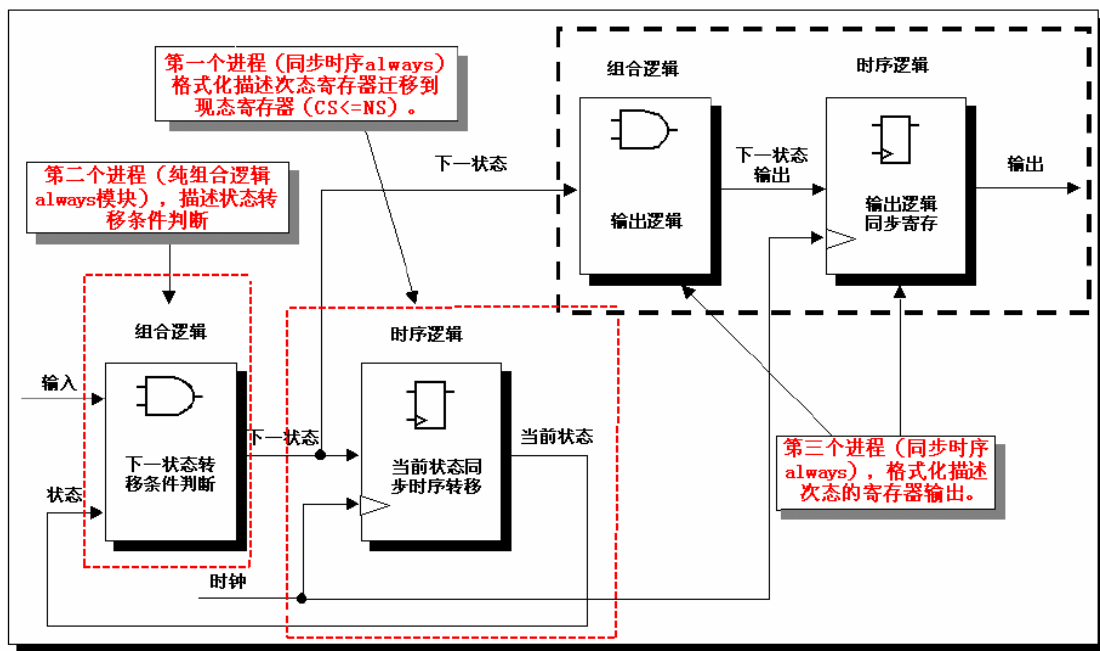 第一个进程（同步时序always）
格式化描述次态寄存器迁移到
现态寄存器（CS<=NS）。
第二个进程（纯组合逻辑
always模块），描述状态转
移条件判断
组合逻辑
时序逻辑
下一状态
下一状态
输出
输出
输出逻辑
输出逻辑
同步寄存
组合逻辑
时序逻辑
输入
下一状态
当前状态
下一状态转
移条件判断
当前状态同
步时序转移
状态
时钟
第三个进程（同步时序
always），格式化描述
次态的寄存器输出。